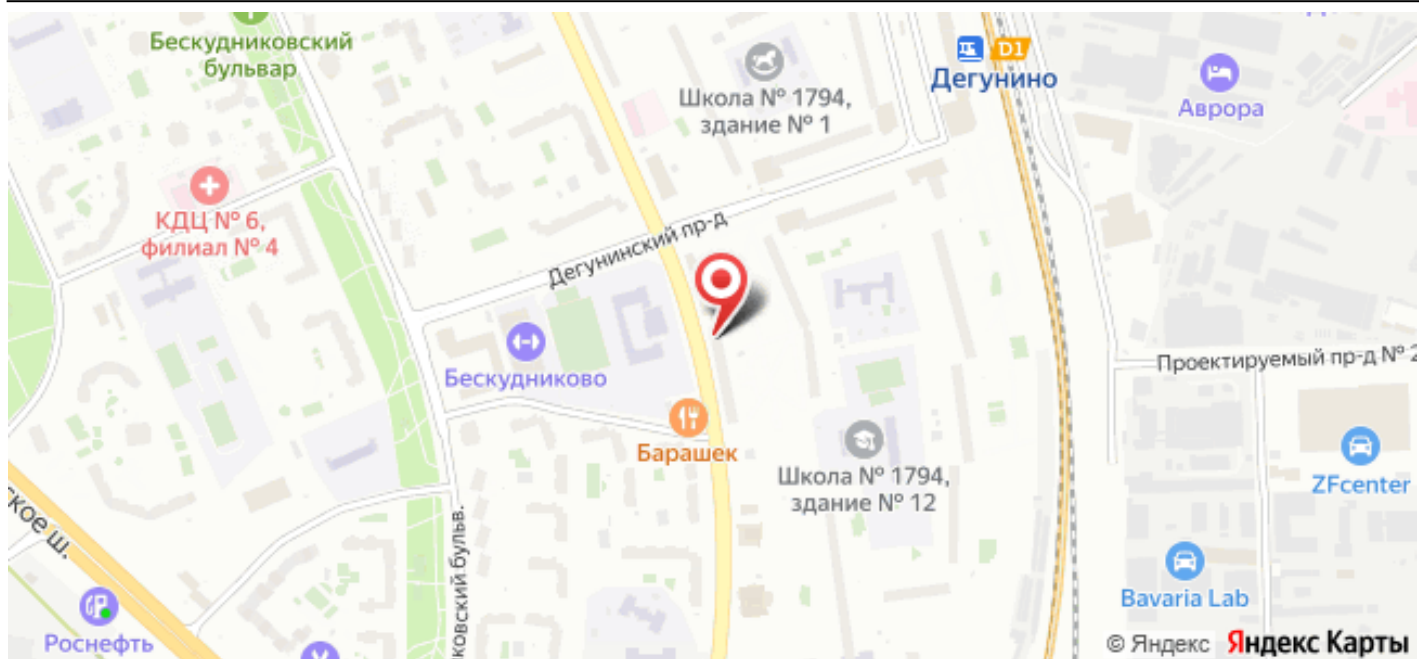 Бескудниковский
бульвар
Школа № 1794,
здание № 1
D1
Дегунино
Аврора
КДЦ № 6,
филиал № 4
Дегунинский пр-д
Бескудниково
Проектируемый пр-д № 2
Барашек
Школа № 1794,
здание № 12
ZFcenter
ское ш.
ковский бульв.
Bavaria Lab
Роснефть
© Яндекс Яндекс Карты